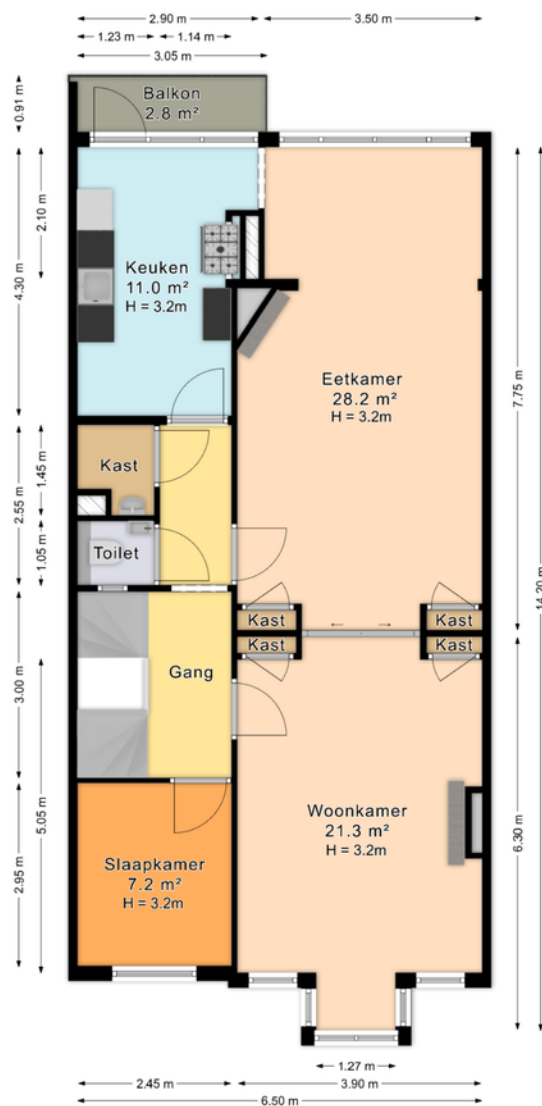 2.90 m
3.50 m
1.23 m
1.14 m
3.05 m
0.91 m
Balkon
2.8 m²
2.10 m
4.30 m
Keuken
11.0 m²
H = 3.2m
Eetkamer
28.2 m²
H = 3.2m
7.75 m
1.45 m
2.55 m
Kast
1.05 m
Toilet
14.20 m
Kast
Kast
Kast
Kast
3.00 m
Gang
5.05 m
Woonkamer
21.3 m²
H = 3.2m
6.30 m
2.95 m
Slaapkamer
7.2 m²
H = 3.2m
1.27 m
2.45 m
3.90 m
6.50 m